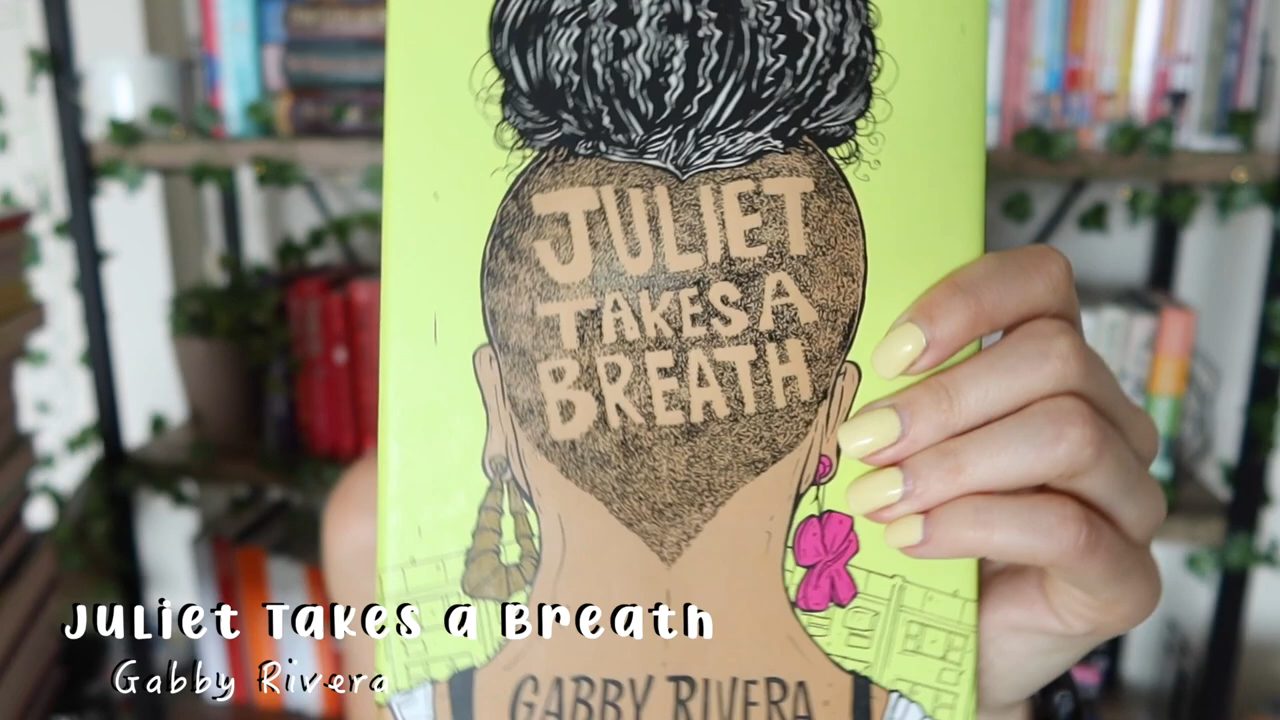 JULIET
TAKES A
BREATH
GABBY RIVERA
Juliet Takes a Breath
Gabby Rivera